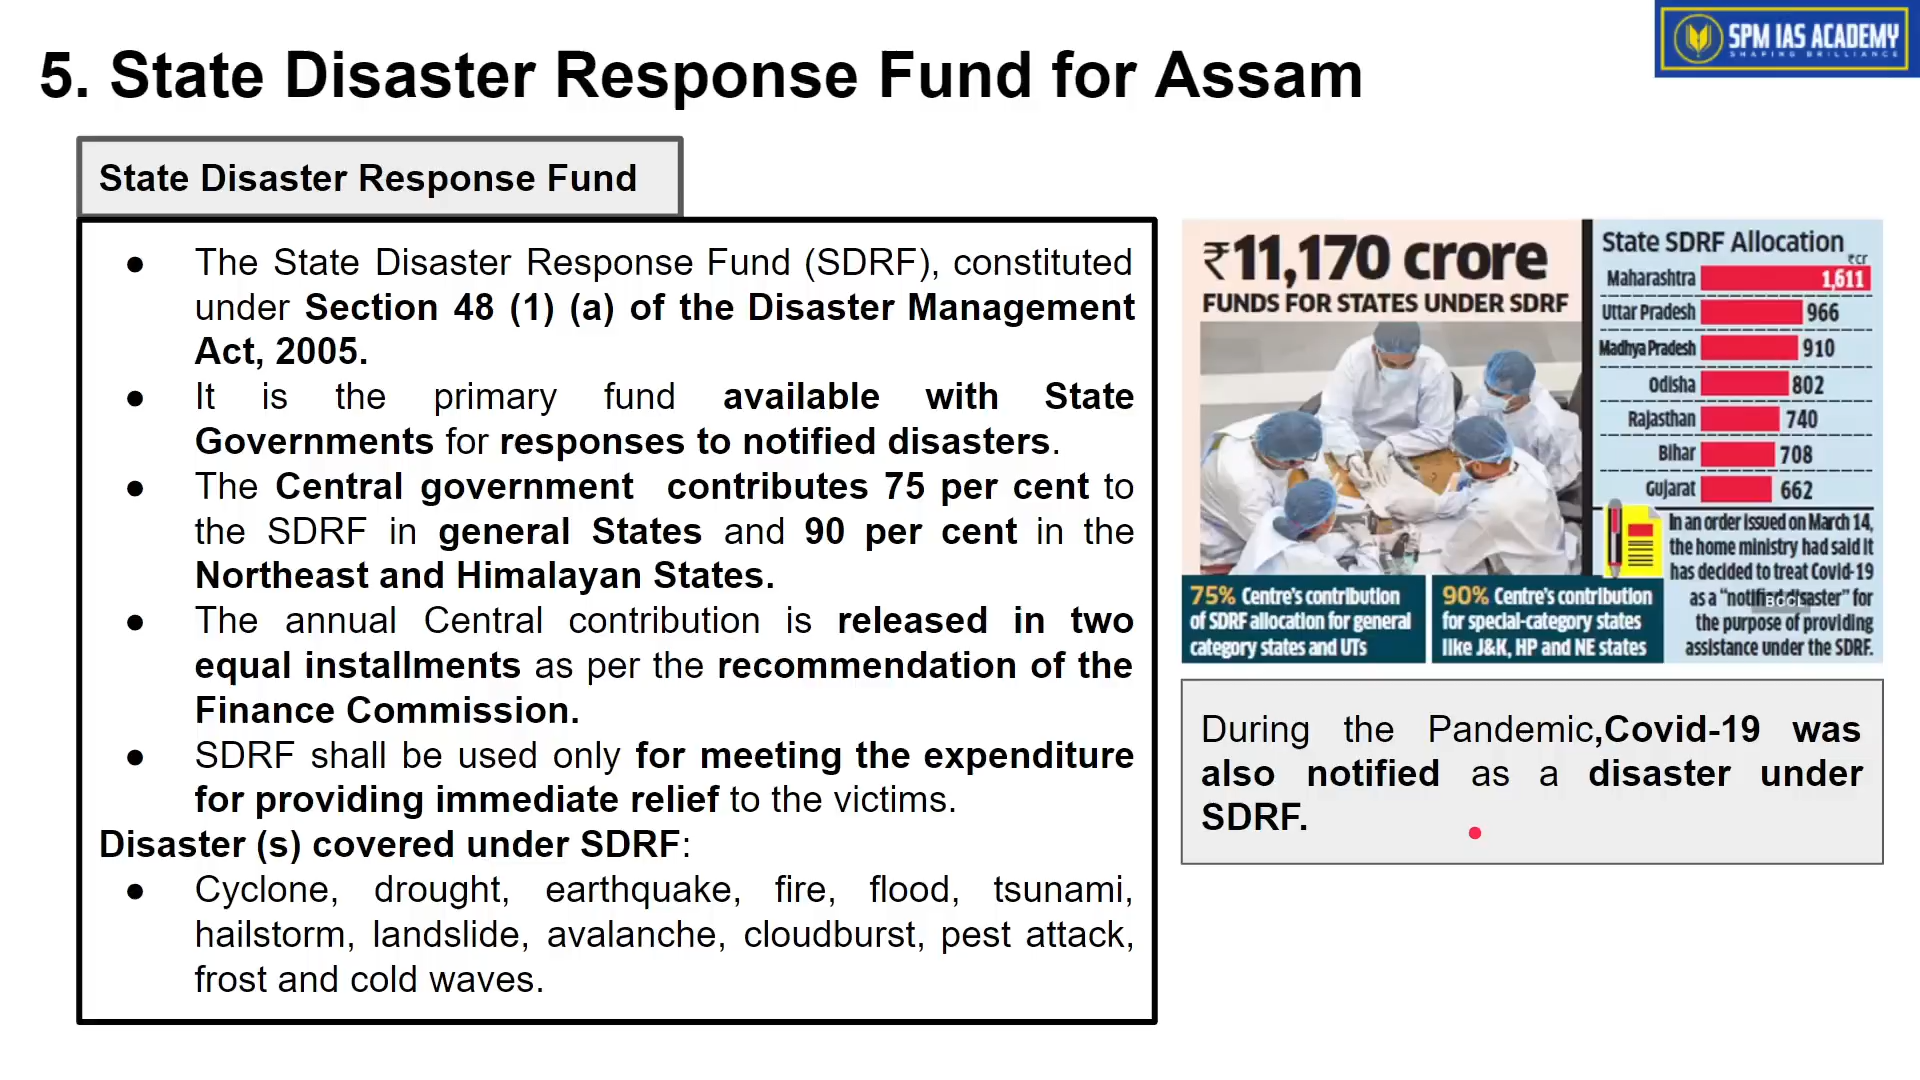 SPM IAS ACADEMY
SHAPING BRILLIANCE
5. State Disaster Response Fund for Assam
State Disaster Response Fund
● The State Disaster Response Fund (SDRF), constituted
under Section 48 (1) (a) of the Disaster Management
Act, 2005.
● It is the primary fund available with State
Governments for responses to notified disasters.
● The Central government contributes 75 per cent to
the SDRF in general States and 90 per cent in the
Northeast and Himalayan States.
● The annual Central contribution is released in two
equal installments as per the recommendation of the
Finance Commission.
● SDRF shall be used only for meeting the expenditure
for providing immediate relief to the victims.
Disaster (s) covered under SDRF:
● Cyclone, drought, earthquake, fire, flood, tsunami,
hailstorm, landslide, avalanche, cloudburst, pest attack,
frost and cold waves.
₹11,170 crore
FUNDS FOR STATES UNDER SDRF
75% Centre's contribution
of SDRF allocation for general
category states and UTs
90% Centre's contribution
for special-category states
like J&K, HP and NE states
State SDRF Allocation
₹cr
Maharashtra 1,611
Uttar Pradesh 966
Madhya Pradesh 910
Odisha 802
Rajasthan 740
Bihar 708
Gujarat 662
In an order issued on March 14,
the home ministry had said it
has decided to treat Covid-19
as a "notified disaster" for
the purpose of providing
assistance under the SDRF.
BCCL
During the Pandemic,Covid-19 was
also notified as a disaster under
SDRF.